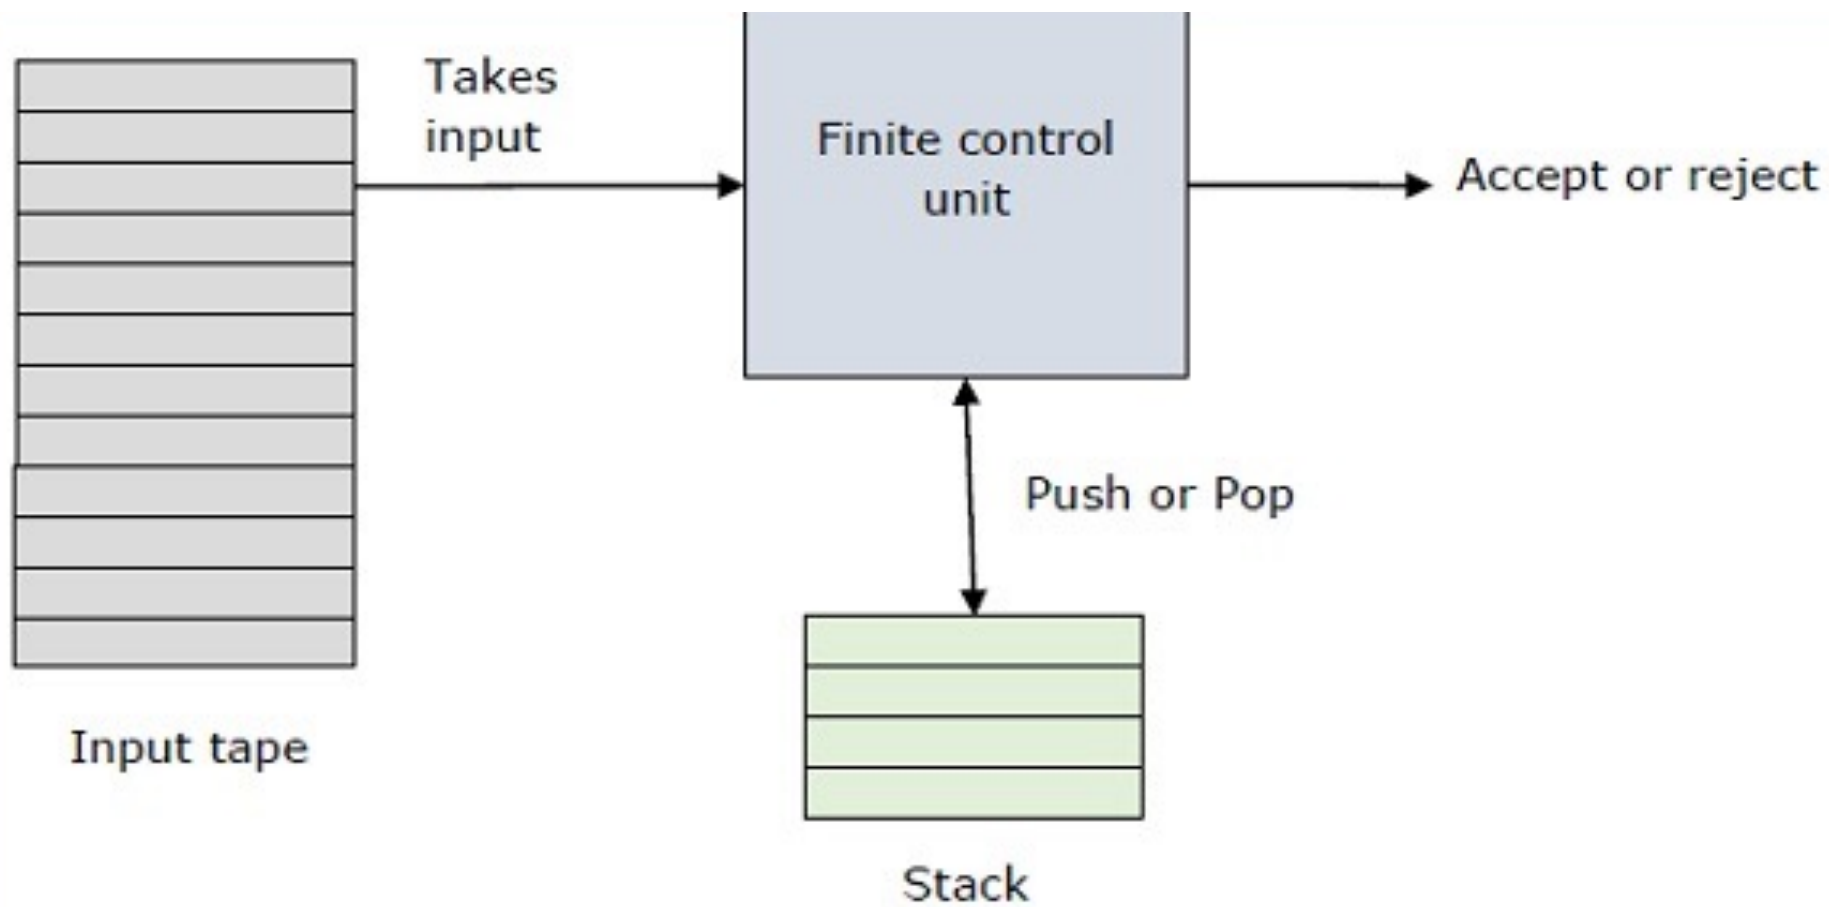 Takes
input
Finite control
unit
Accept or reject
Push or Pop
Input tape
Stack